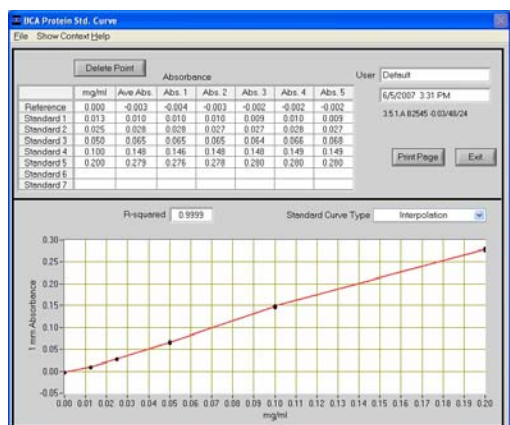 BCA Protein Std. Curve
File Show Context Help
Delete Point
Absorbance
User Default
6/5/2007 3:31 PM
3.5.1.A B2545 -0.03/48/24
Print Page Exit
mg/ml Ave Abs. Abs. 1 Abs. 2 Abs. 3 Abs. 4 Abs. 5
Reference 0.000 -0.003 -0.004 -0.003 -0.002 -0.002 -0.002
Standard 1 0.013 0.010 0.010 0.010 0.009 0.010 0.009
Standard 2 0.025 0.028 0.028 0.027 0.027 0.028 0.027
Standard 3 0.050 0.065 0.065 0.065 0.064 0.066 0.068
Standard 4 0.100 0.148 0.146 0.148 0.148 0.149 0.149
Standard 5 0.200 0.279 0.276 0.278 0.280 0.280 0.280
Standard 6
Standard 7
R-squared 0.9999
Standard Curve Type Interpolation
1 mm Absorbance
0.30
0.25
0.20
0.15
0.10
0.05
0.00
-0.05
0.00 0.01 0.02 0.03 0.04 0.05 0.06 0.07 0.08 0.09 0.10 0.11 0.12 0.13 0.14 0.15 0.16 0.17 0.18 0.19 0.20
mg/ml